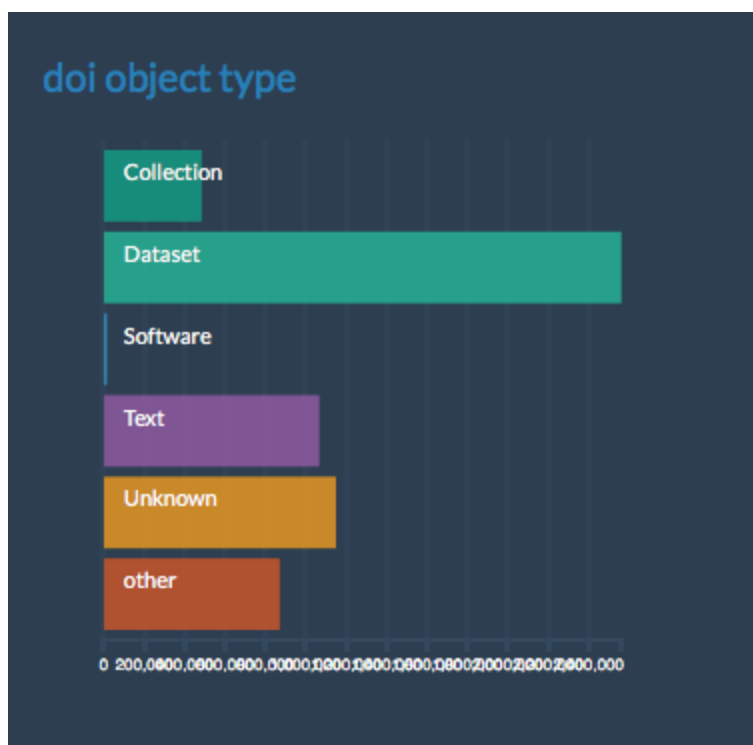 doi object type
Collection
Dataset
Software
Text
Unknown
other
0